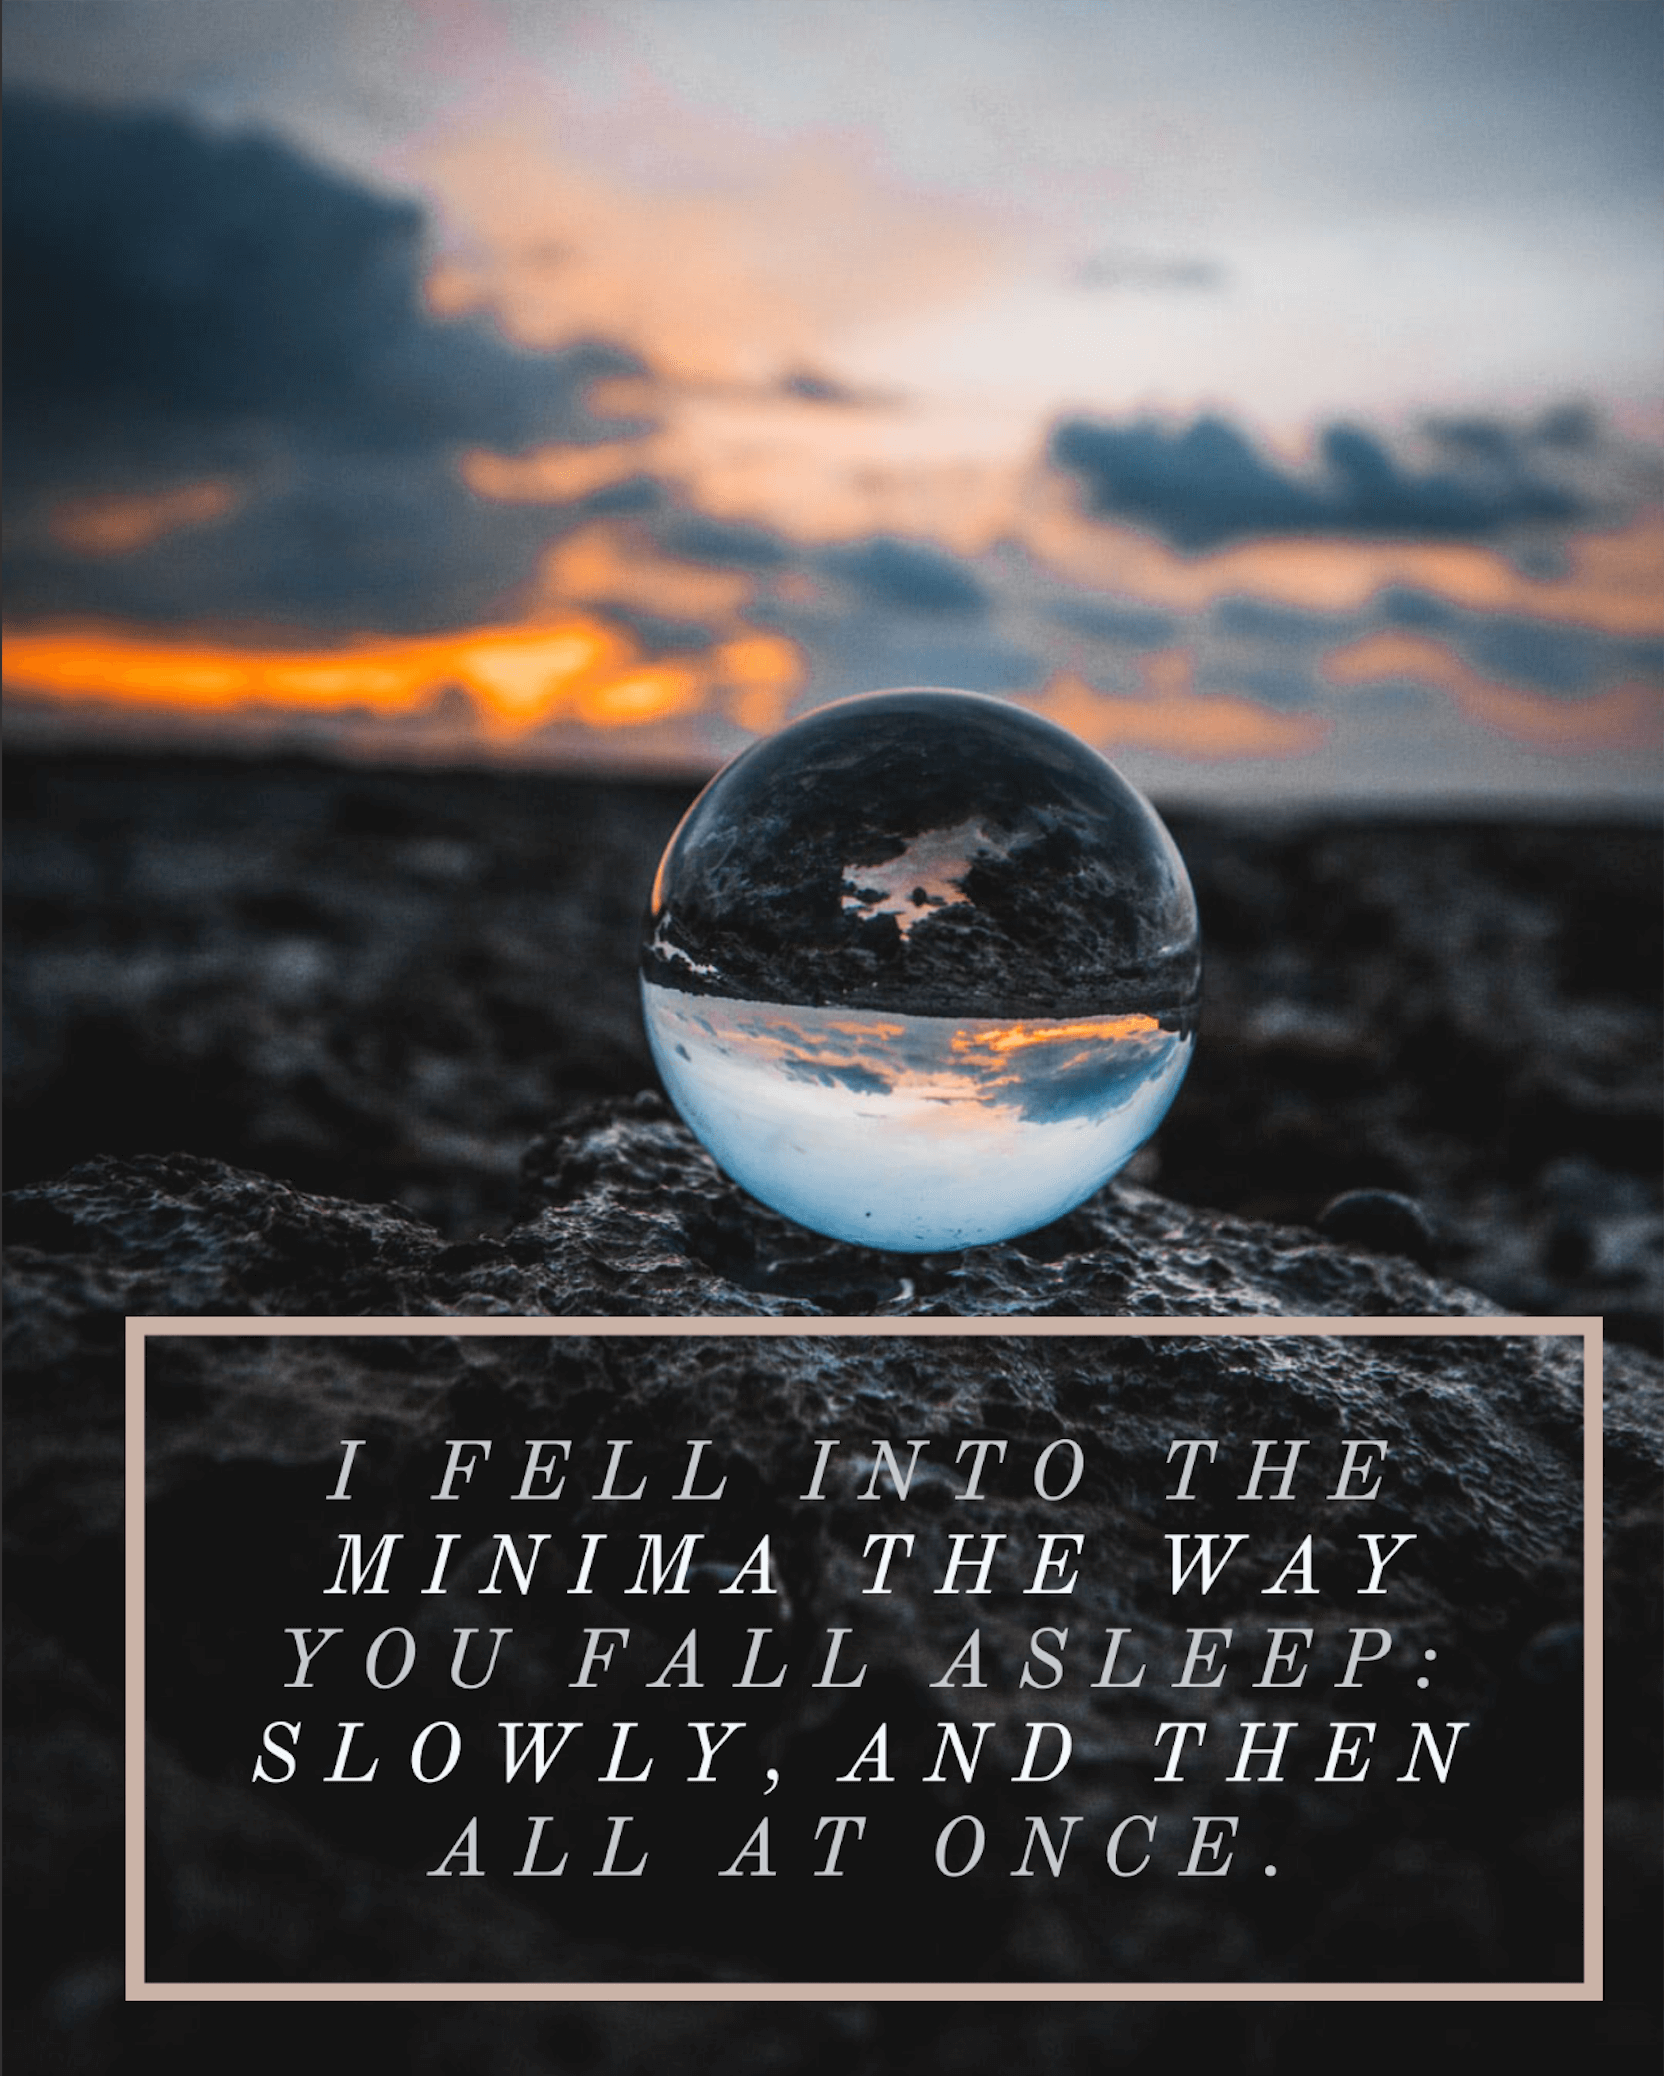 I FELL INTO THE
MINIMA THE WAY
YOU FALL ASLEEP:
SLOWLY, AND THEN
ALL AT ONCE.